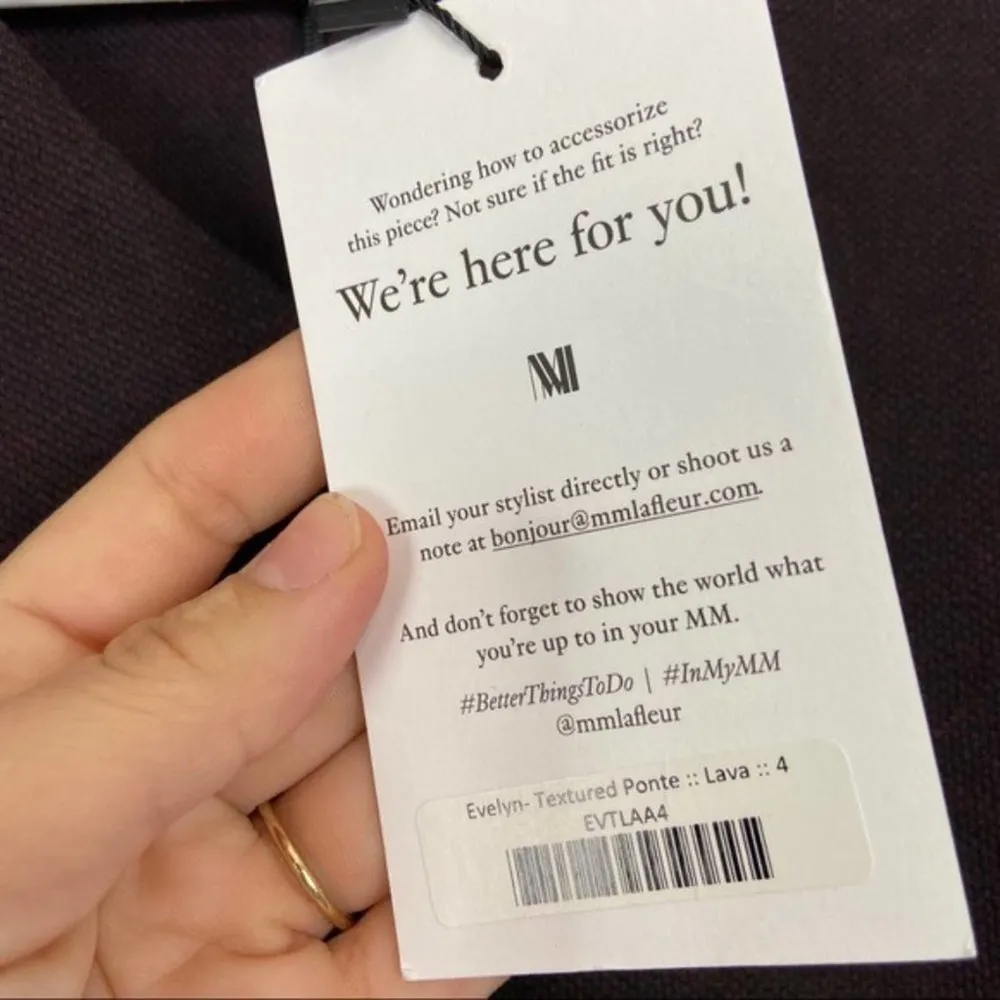 Wondering how to accessorize
this piece? Not sure if the fit is right?
We're here for you!
MM
Email your stylist directly or shoot us a
note at bonjour@mmlafleur.com.
And don't forget to show the world what
you're up to in your MM.
#BetterThingsToDo | #InMyMM
@mmlafleur
Evelyn- Textured Ponte :: Lava :: 4
EVTLAA4